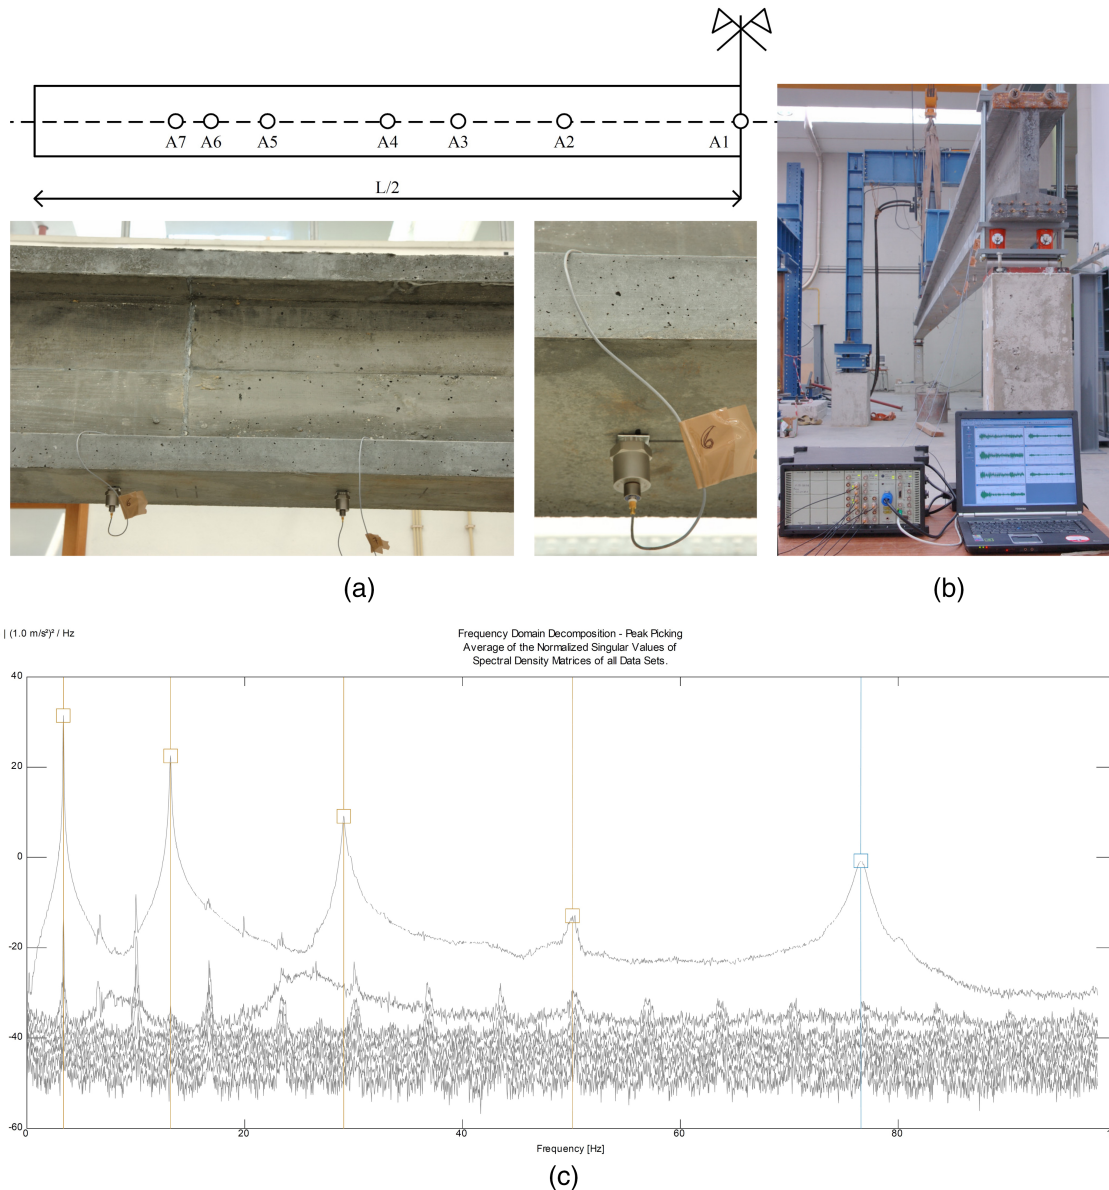 A7 A6 A5 A4 A3 A2 A1
L/2
6
(a)
(b)
| (1.0 m/s²)² / Hz
Frequency Domain Decomposition - Peak Picking
Average of the Normalized Singular Values of
Spectral Density Matrices of all Data Sets.
40
20
0
-20
-40
-60
0 20 40 60 80 1
Frequency [Hz]
(c)